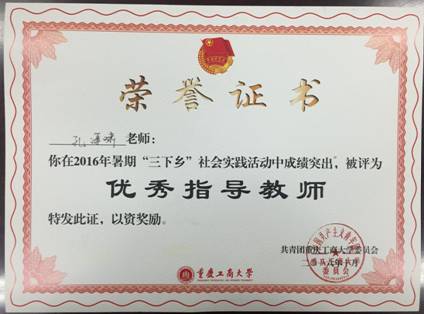 荣誉证书
老师：
你在2016年暑期“三下乡”社会实践活动中成绩突出，被评为
优秀指导教师
特发此证，以资奖励。
共青团重庆工商大学委员会
重庆工商大学